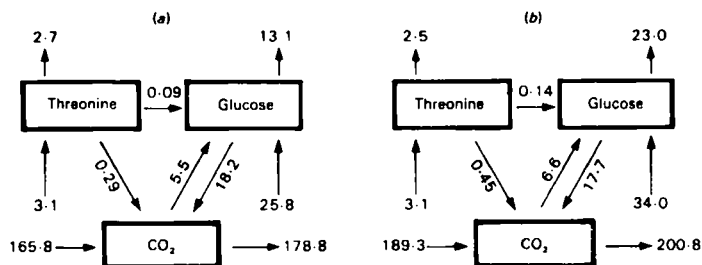 (a)
2·7
13·1
Threonine
0·09
Glucose
0·29
5·5
18·2
3·1
25·8
165·8
CO₂
178·8
(b)
2·5
23·0
Threonine
0·14
Glucose
0·45
6·6
17·7
3·1
34·0
189·3
CO₂
200·8